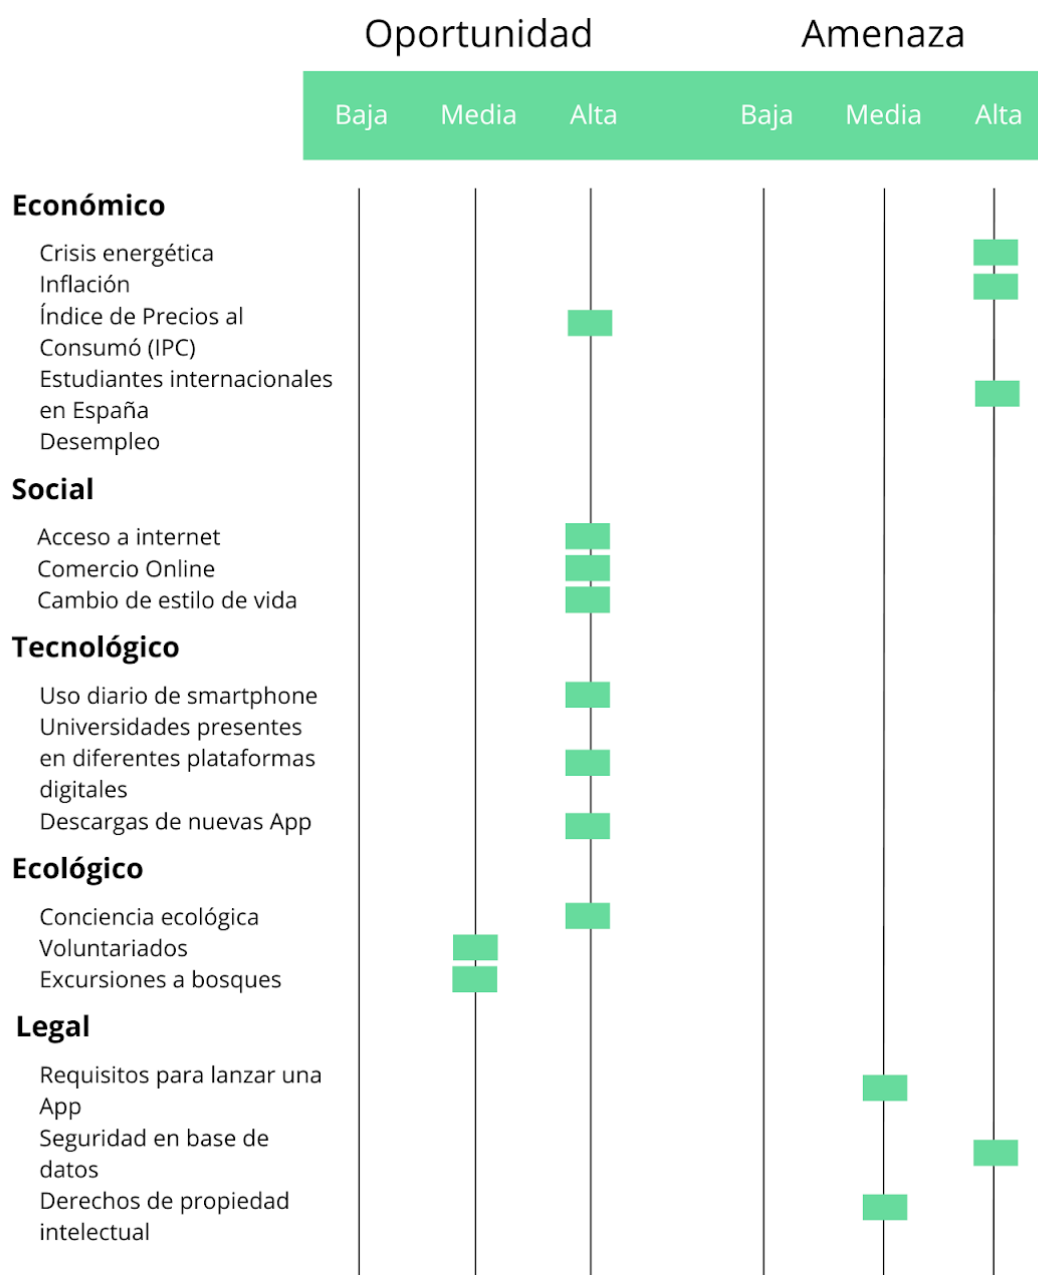 Oportunidad Amenaza
Baja Media Alta Baja Media Alta
Económico
Crisis energética
Inflación
Índice de Precios al
Consumó (IPC)
Estudiantes internacionales
en España
Desempleo
Social
Acceso a internet
Comercio Online
Cambio de estilo de vida
Tecnológico
Uso diario de smartphone
Universidades presentes
en diferentes plataformas
digitales
Descargas de nuevas App
Ecológico
Conciencia ecológica
Voluntariados
Excursiones a bosques
Legal
Requisitos para lanzar una
App
Seguridad en base de
datos
Derechos de propiedad
intelectual